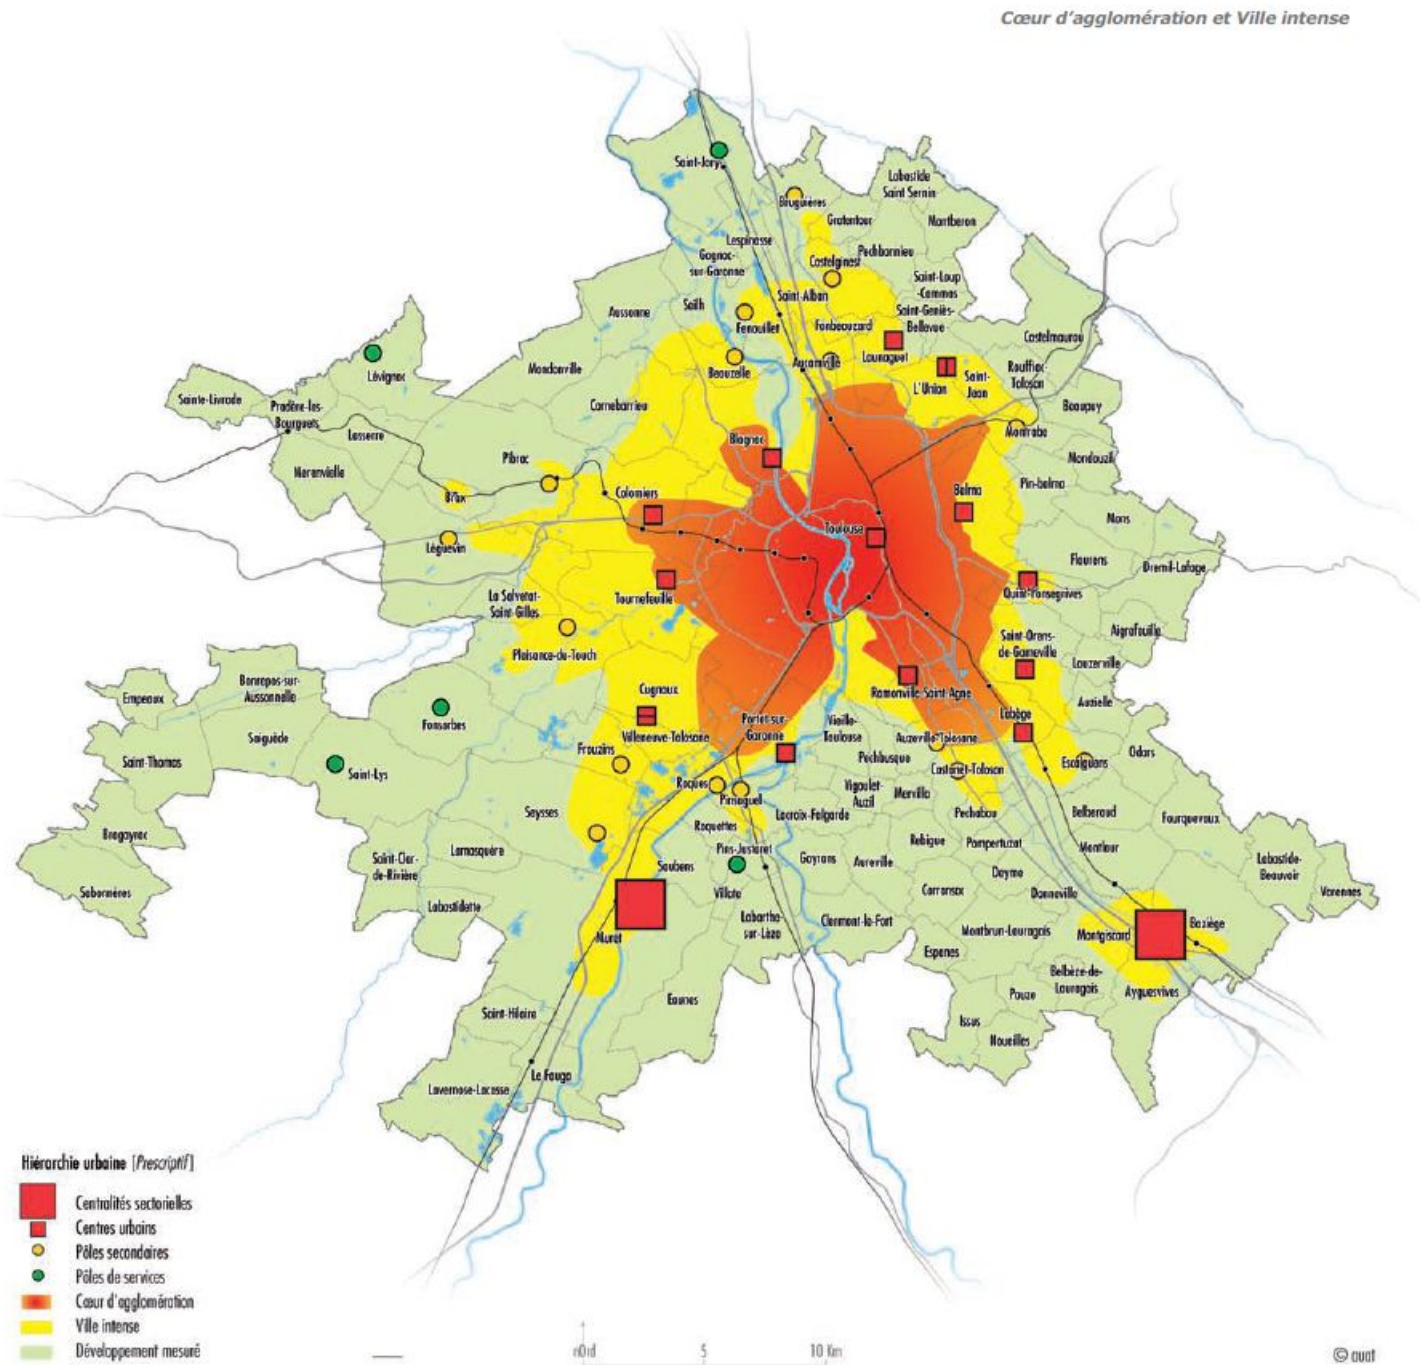 Cœur d'agglomération et Ville intense
Saint-Jory
Bruguières
Labastide
Saint Sernin
Gratentour
Montberon
Lespinasse
Pechbonnieu
Gagnac-
sur-Garonne
Castelginest
Saint-Loup
-Cammas
Saint-Alban
Seilh
Aussonne
Saint-Geniès-
Bellevue
Fenouillet
Fonbeauzard
Castelmaurou
Launaguet
Aucamville
Rouffiac-
Tolosan
Mondonville
Beauzelle
Lévignac
L'Union
Saint-
Jean
Sainte-Livrade
Pradère-les-
Bourguets
Cornebarrieu
Beaupuy
Lasserre
Montrabe
Blagnac
Pibrac
Mondouzil
Merenvielle
Pin-balma
Brax
Colomiers
Balma
Mons
Toulouse
Léguevin
Flourens
Dremil-Lafage
La Salvetat-
Saint-Gilles
Tournefeuille
Quint-Fonsegrives
Aigrefeuille
Saint-Orens-
de-Gameville
Plaisance-du-Touch
Lauzerville
Bonrepos-sur-
Aussonnelle
Empeaux
Cugnaux
Ramonville-Saint-Agne
Auzielle
Fonsorbes
Labège
Portet-sur-
Garonne
Vieille-
Toulouse
Saiguède
Villeneuve-Tolosane
Auzeville-Tolosane
Frouzins
Odars
Saint-Thomas
Pechbusque
Escalquens
Saint-Lys
Castanet-Tolosan
Roques
Vigoulet-
Auzil
Mervilla
Pinsaguel
Seysses
Lacroix-Falgarde
Pechabou
Belberaud
Fourquevaux
Bragayrac
Roquettes
Rebigue
Pompertuzat
Pins-Justaret
Montlaur
Lamasquère
Saint-Clar-
de-Rivière
Goyrans
Aureville
Labastide-
Beauvoir
Saubens
Deyme
Sabonnères
Corronsac
Donneville
Varennes
Villate
Labastidette
Labarthe-
sur-Lèze
Clermont-le-Fort
Montbrun-Lauragais
Montgiscard
Baziège
Muret
Espanes
Belbèze-de-
Lauragais
Ayguesvives
Eaunes
Pouze
Saint-Hilaire
Issus
Noueilles
Le Fauga
Lavernose-Lacasse
Hiérarchie urbaine [Prescriptif]
Centralités sectorielles
Centres urbains
Pôles secondaires
Pôles de services
Cœur d'agglomération
Ville intense
Développement mesuré
nOrd
5
10 Km
© auat